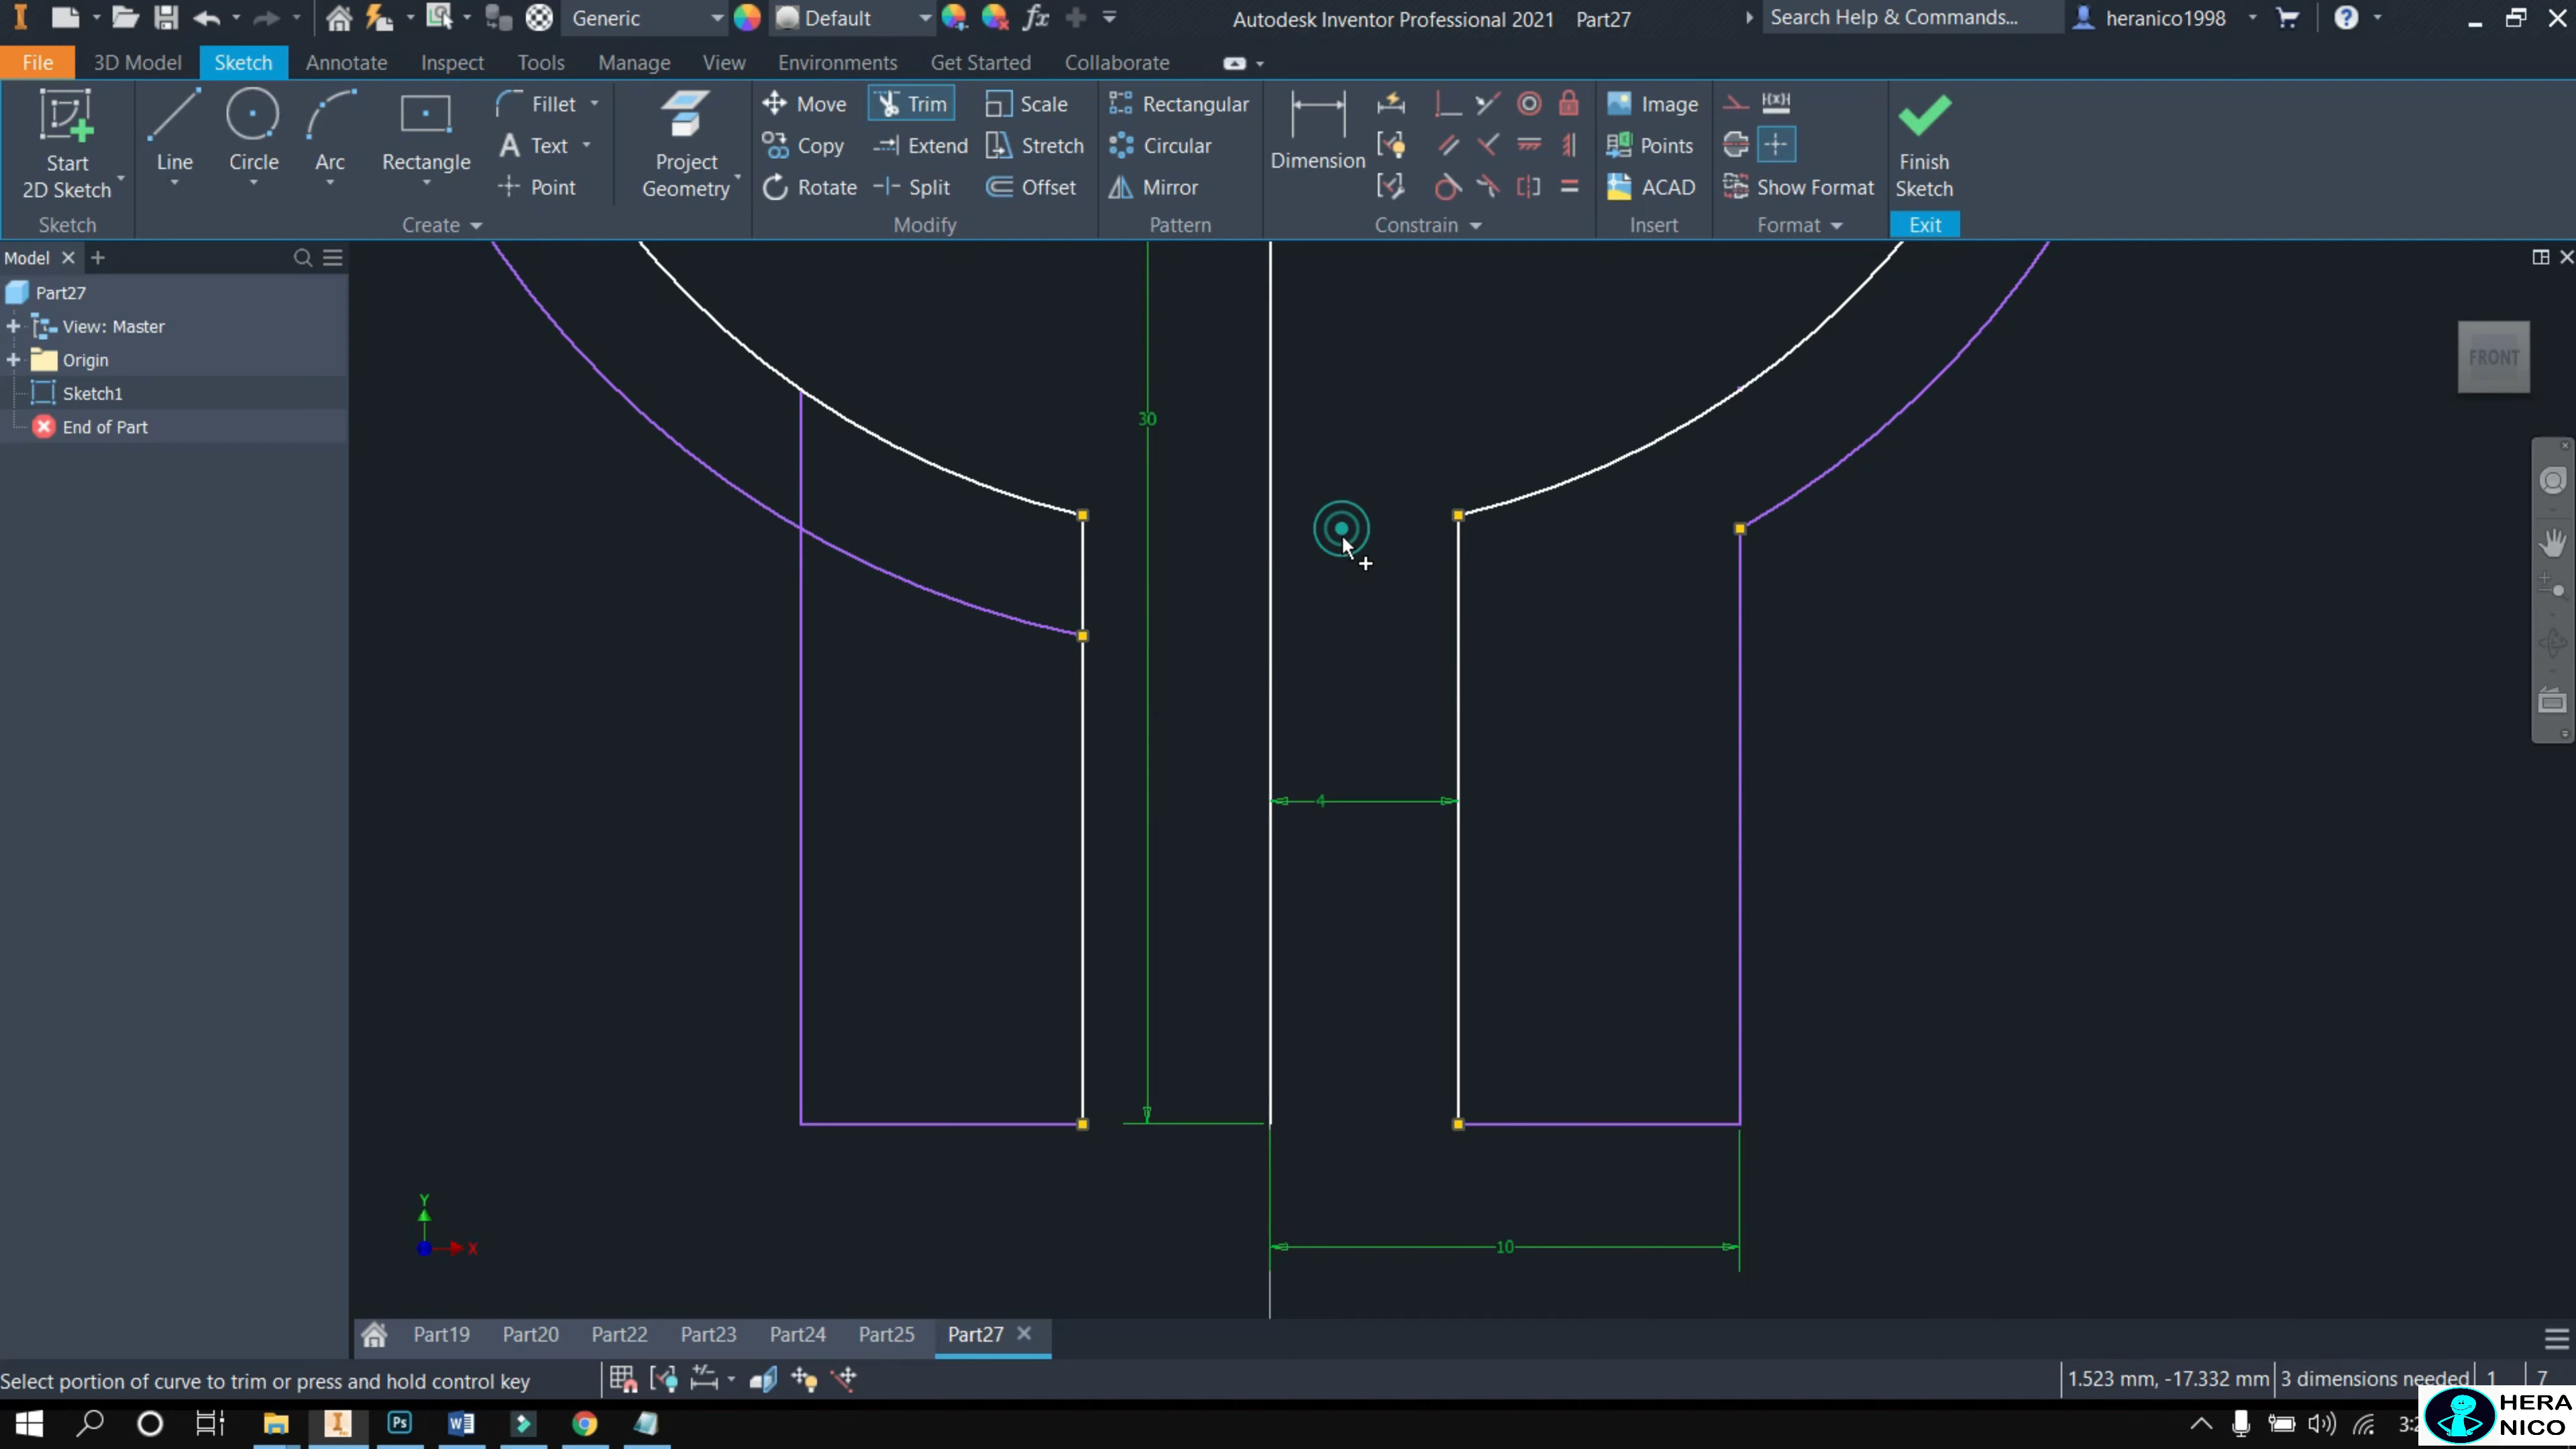 Generic
Default
Autodesk Inventor Professional 2021 Part27
Search Help & Commands...
heranico1998
File
3D Model
Sketch
Annotate
Inspect
Tools
Manage
View
Environments
Get Started
Collaborate
Start
2D Sketch
Line
Circle
Arc
Rectangle
Fillet
Text
Point
Project
Geometry
Move
Copy
Rotate
Trim
Extend
Split
Scale
Stretch
Offset
Rectangular
Circular
Mirror
Dimension
Image
Points
ACAD
Show Format
Finish
Sketch
Sketch
Create
Modify
Pattern
Constrain
Insert
Format
Exit
Model
Part27
View: Master
Origin
Sketch1
End of Part
30
FRONT
4
10
Y
X
Part19
Part20
Part22
Part23
Part24
Part25
Part27
Select portion of curve to trim or press and hold control key
1.523 mm, -17.332 mm
3 dimensions needed
1
7
HERA
NICO